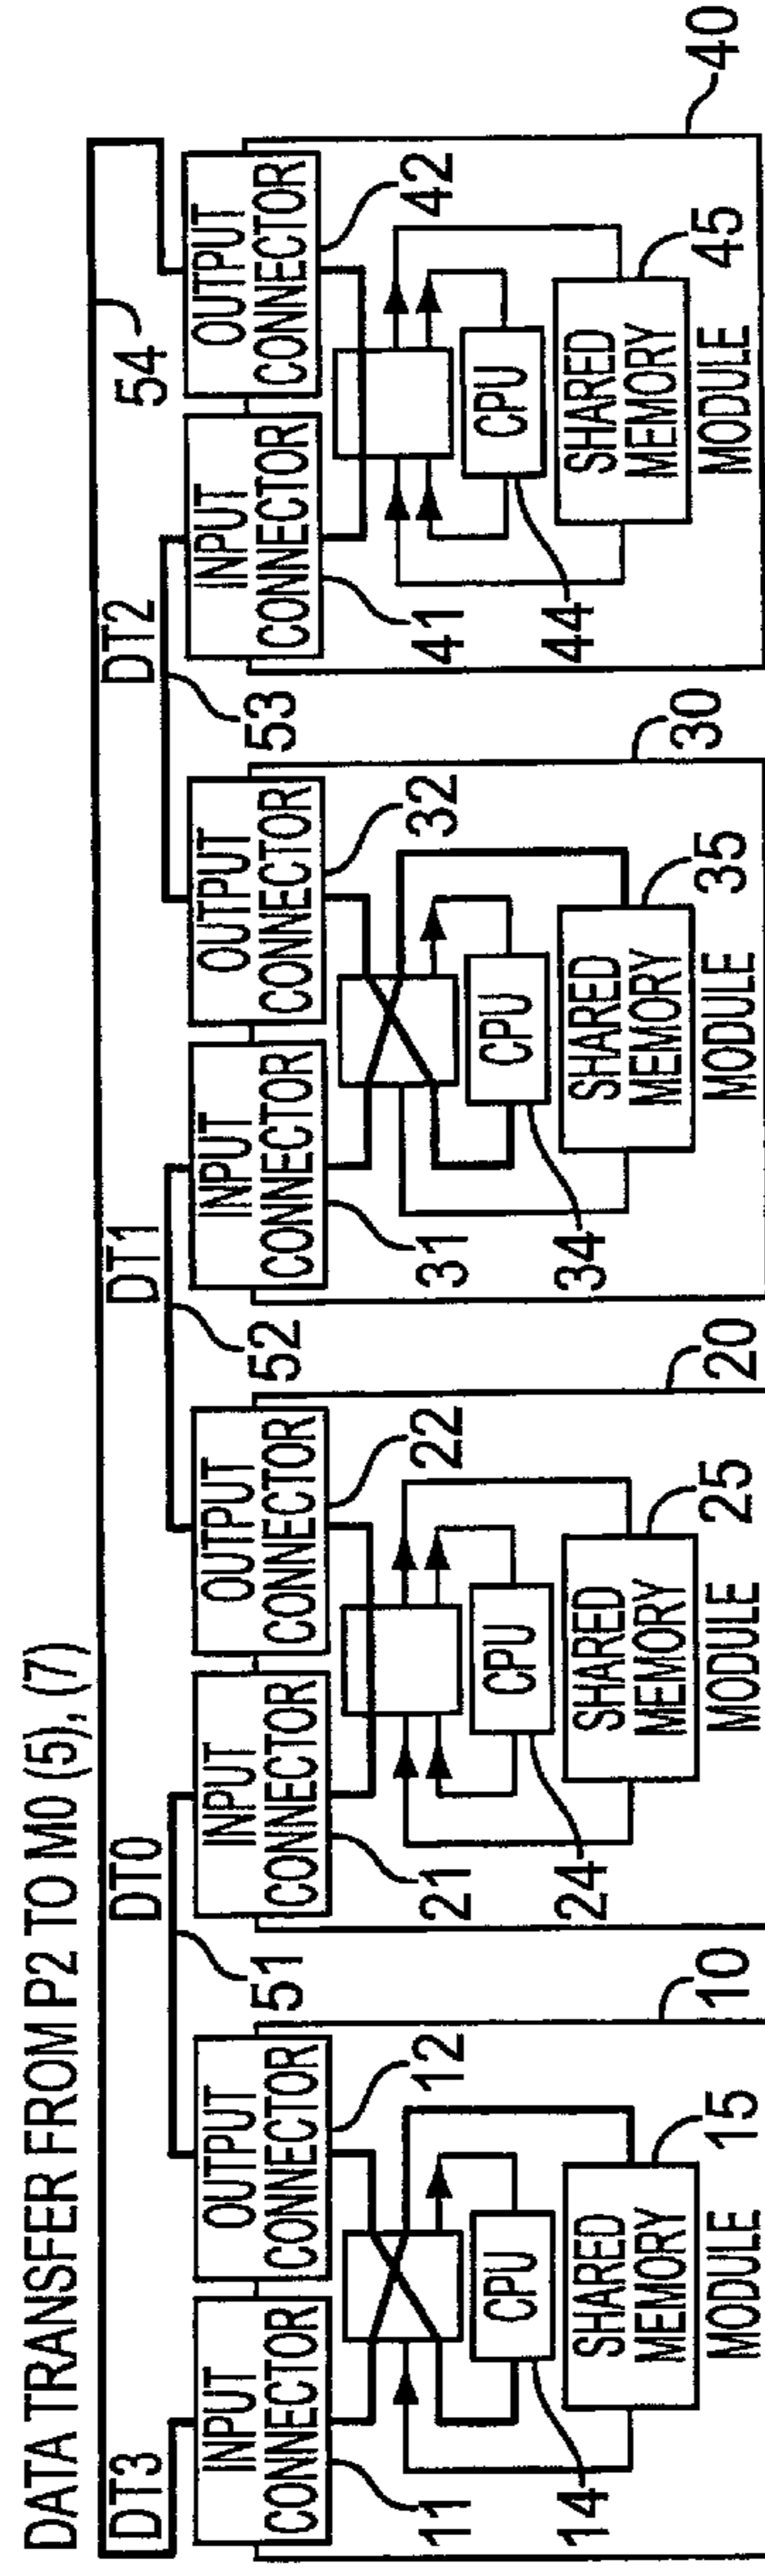 DATA TRANSFER FROM P2 TO M0 (5), (7)
DT3
DT0
DT1
DT2
51
52
53
54
INPUT
CONNECTOR
OUTPUT
CONNECTOR
11
12
CPU
14
SHARED
MEMORY
15
MODULE
10
INPUT
CONNECTOR
OUTPUT
CONNECTOR
21
22
CPU
24
SHARED
MEMORY
25
MODULE
20
INPUT
CONNECTOR
OUTPUT
CONNECTOR
31
32
CPU
34
SHARED
MEMORY
35
MODULE
30
INPUT
CONNECTOR
OUTPUT
CONNECTOR
41
42
CPU
44
SHARED
MEMORY
45
MODULE
40